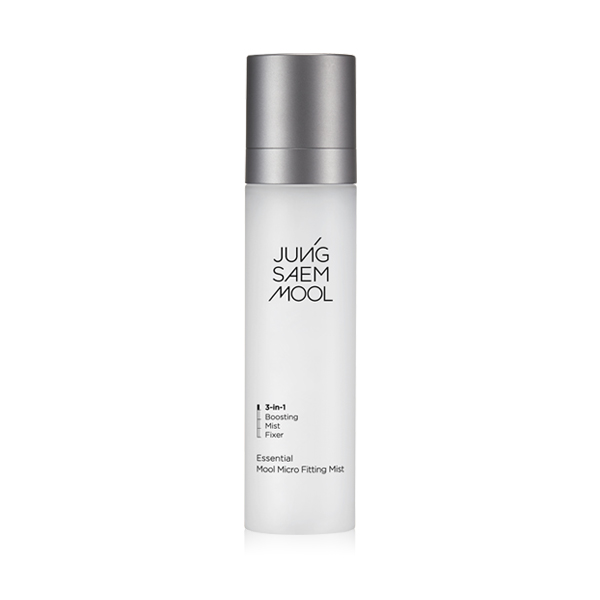 JUNG
SAEM
MOOL
3-in-1
Boosting
Mist
Fixer
Essential
Mool Micro Fitting Mist